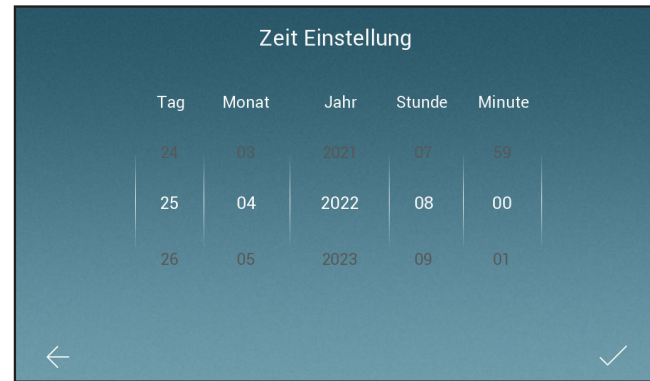 Zeit Einstellung
Tag Monat Jahr Stunde Minute
24 03 2021 07 59
25 04 2022 08 00
26 05 2023 09 01